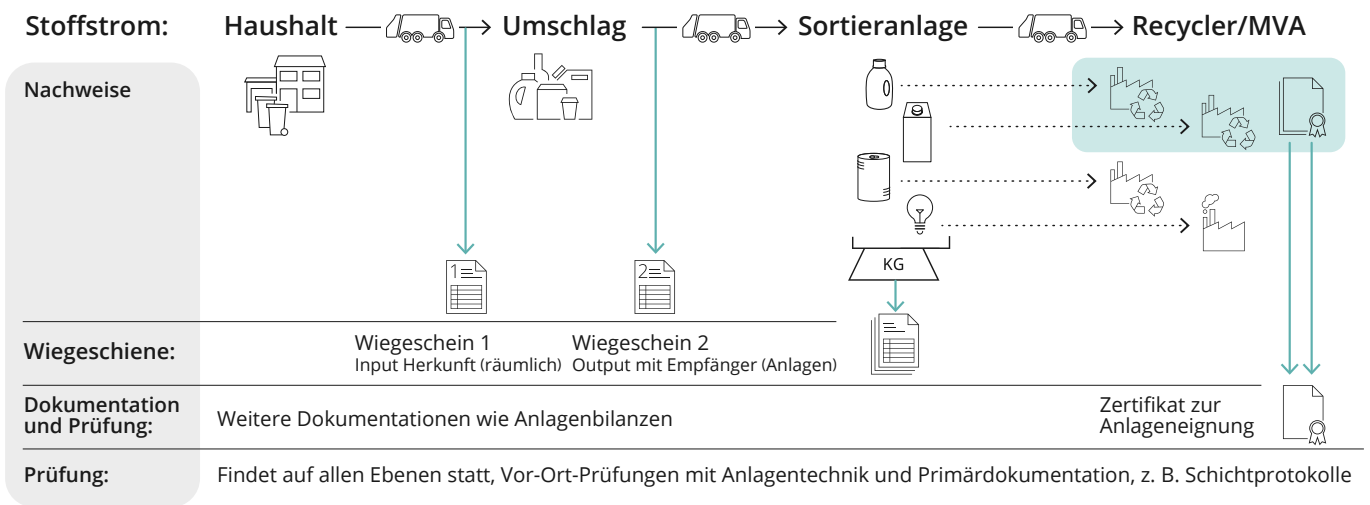 Stoffstrom: Haushalt Umschlag Sortieranlage Recycler/MVA
Nachweise
1
2
KG
Wiegeschiene:
Wiegeschein 1
Input Herkunft (räumlich)
Wiegeschein 2
Output mit Empfänger (Anlagen)
Dokumentation
und Prüfung:
Weitere Dokumentationen wie Anlagenbilanzen
Zertifikat zur
Anlageneignung
Prüfung:
Findet auf allen Ebenen statt, Vor-Ort-Prüfungen mit Anlagentechnik und Primärdokumentation, z. B. Schichtprotokolle